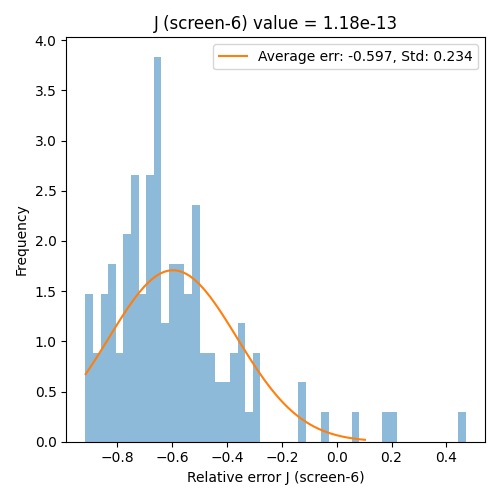 J (screen-6) value = 1.18e-13
Average err: -0.597, Std: 0.234
4.0
3.5
3.0
2.5
2.0
1.5
1.0
0.5
0.0
Frequency
−0.8 −0.6 −0.4 −0.2 0.0 0.2 0.4
Relative error J (screen-6)